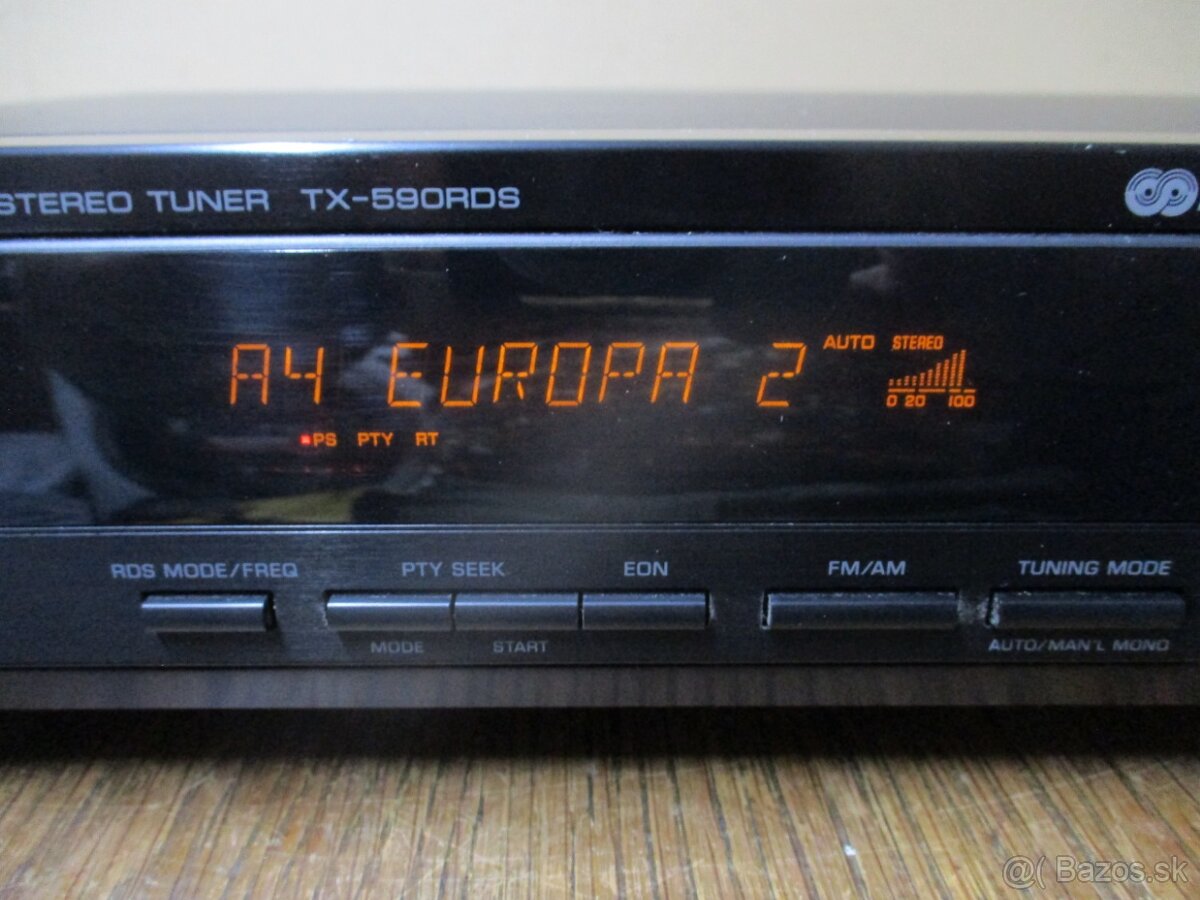 STEREO TUNER TX-590RDS
A4 EUROPA 2 AUTO STEREO
0 20 100
PS PTY RT
RDS MODE/FREQ PTY SEEK EON FM/AM TUNING MODE
MODE START AUTO/MAN'L MONO
@( Bazos.sk